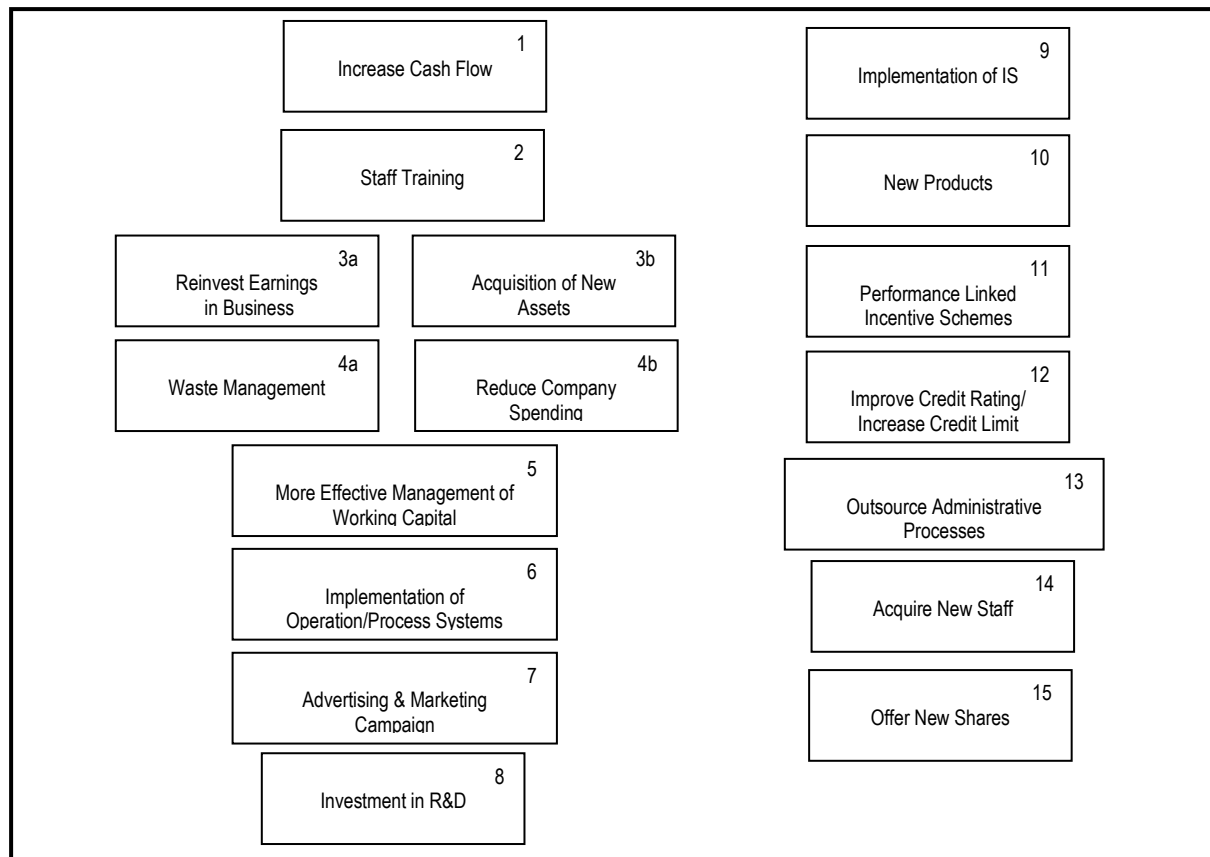 1
Increase Cash Flow
2
Staff Training
3a
Reinvest Earnings
in Business
3b
Acquisition of New
Assets
4a
Waste Management
4b
Reduce Company
Spending
5
More Effective Management of
Working Capital
6
Implementation of
Operation/Process Systems
7
Advertising & Marketing
Campaign
8
Investment in R&D
9
Implementation of IS
10
New Products
11
Performance Linked
Incentive Schemes
12
Improve Credit Rating/
Increase Credit Limit
13
Outsource Administrative
Processes
14
Acquire New Staff
15
Offer New Shares